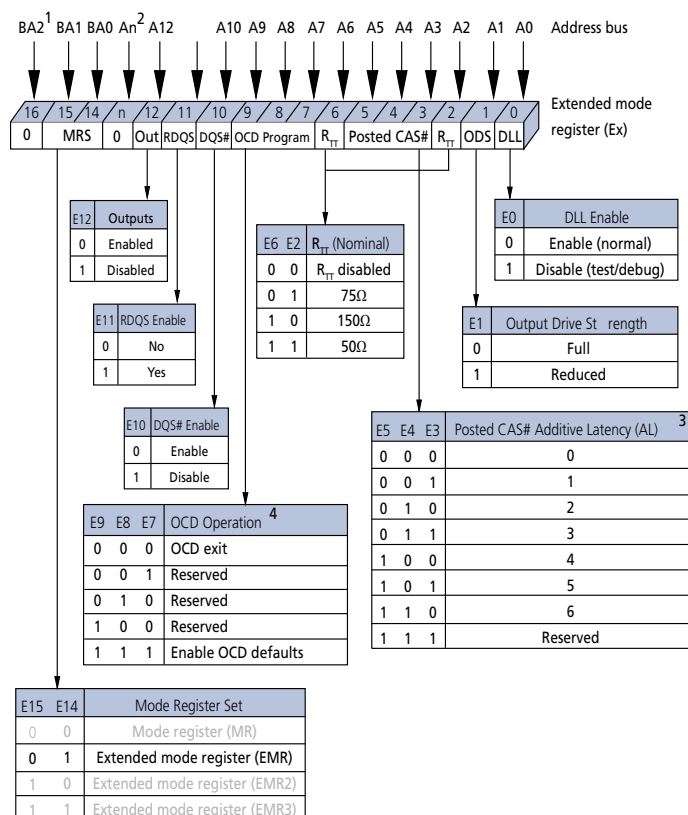 BA2¹ BA1 BA0 An² A12 A10 A9 A8 A7 A6 A5 A4 A3 A2 A1 A0 Address bus
16 15 14 n 12 11 10 9 8 7 6 5 4 3 2 1 0
Extended mode
register (Ex)
0 MRS 0 Out RDQS DQS# OCD Program R_TT Posted CAS# R_TT ODS DLL
E12 Outputs
0 Enabled
1 Disabled
E6 E2 R_TT (Nominal)
0 0 R_TT disabled
0 1 75Ω
1 0 150Ω
1 1 50Ω
E0 DLL Enable
0 Enable (normal)
1 Disable (test/debug)
E11 RDQS Enable
0 No
1 Yes
E1 Output Drive St rength
0 Full
1 Reduced
E10 DQS# Enable
0 Enable
1 Disable
E5 E4 E3 Posted CAS# Additive Latency (AL) 3
0 0 0 0
0 0 1 1
0 1 0 2
0 1 1 3
1 0 0 4
1 0 1 5
1 1 0 6
1 1 1 Reserved
E9 E8 E7 OCD Operation 4
0 0 0 OCD exit
0 0 1 Reserved
0 1 0 Reserved
1 0 0 Reserved
1 1 1 Enable OCD defaults
E15 E14 Mode Register Set
0 0 Mode register (MR)
0 1 Extended mode register (EMR)
1 0 Extended mode register (EMR2)
1 1 Extended mode register (EMR3)